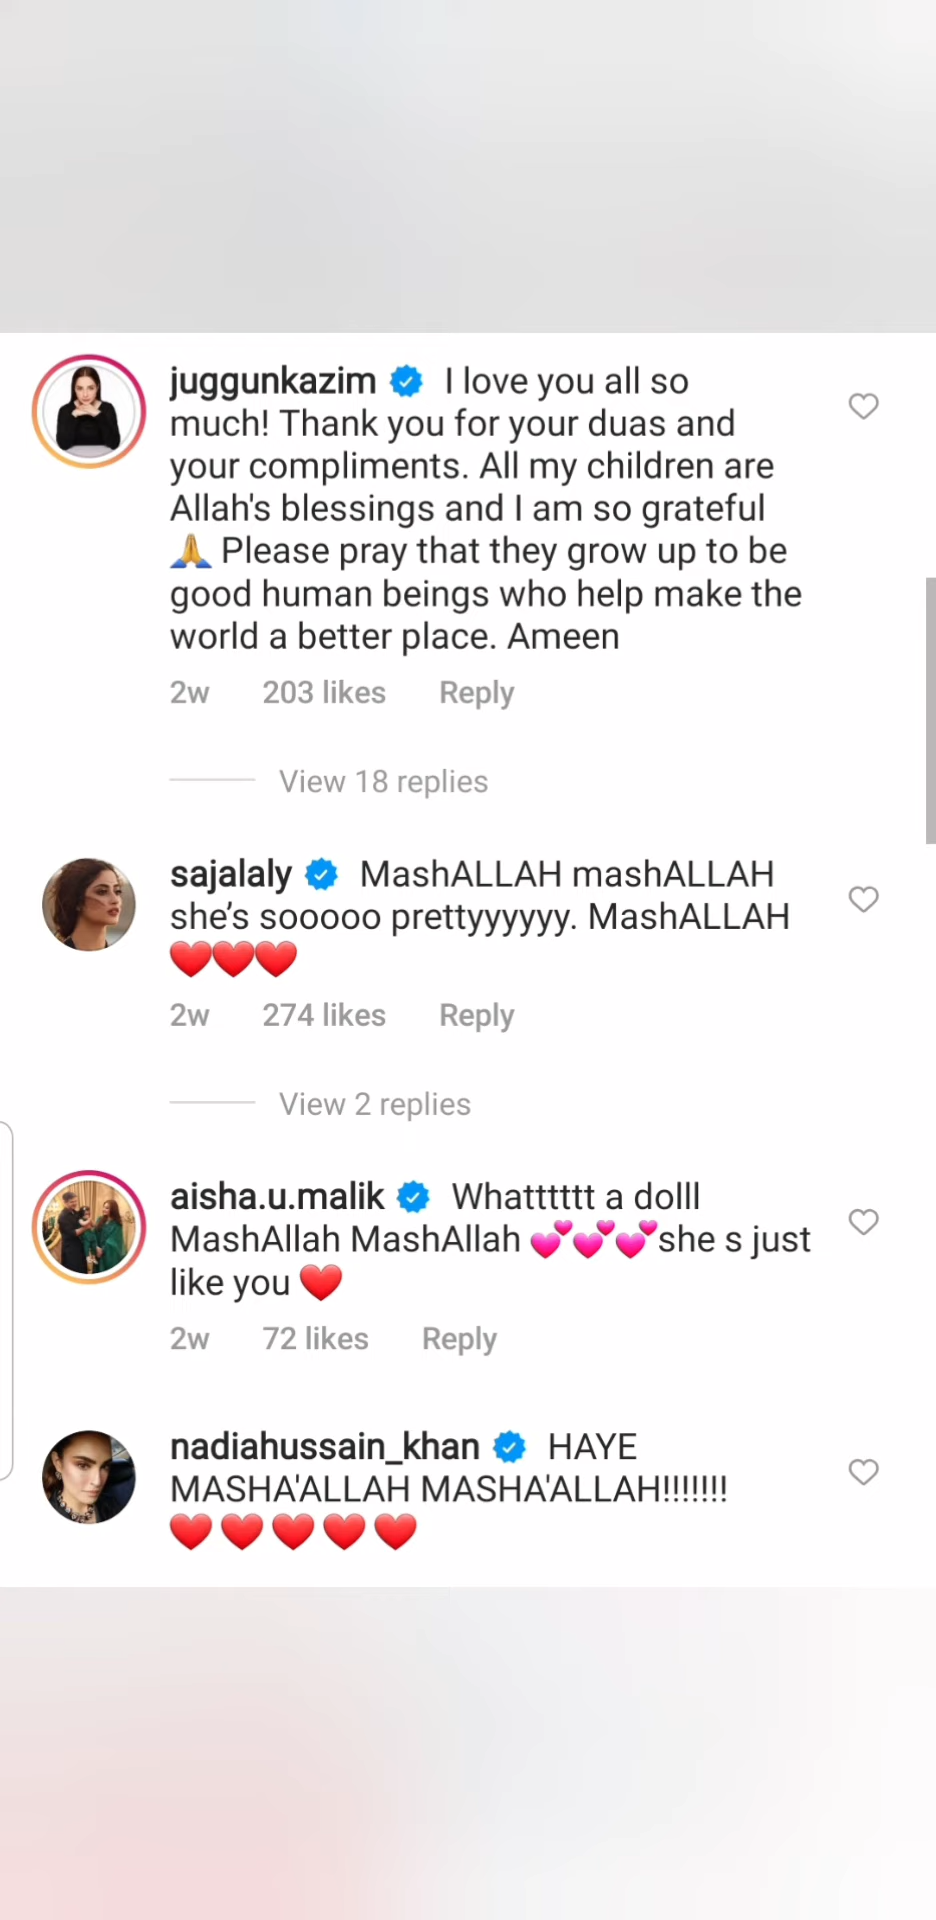 juggunkazim I love you all so
much! Thank you for your duas and
your compliments. All my children are
Allah's blessings and I am so grateful
🙏 Please pray that they grow up to be
good human beings who help make the
world a better place. Ameen
2w 203 likes Reply
View 18 replies
sajalaly MashALLAH mashALLAH
she’s sooooo prettyyyyyy. MashALLAH
❤️❤️❤️
2w 274 likes Reply
View 2 replies
aisha.u.malik Whatttttt a dolll
MashAllah MashAllah 💕💕💕she s just
like you ❤️
2w 72 likes Reply
nadiahussain_khan HAYE
MASHA'ALLAH MASHA'ALLAH!!!!!!!
❤️ ❤️ ❤️ ❤️ ❤️